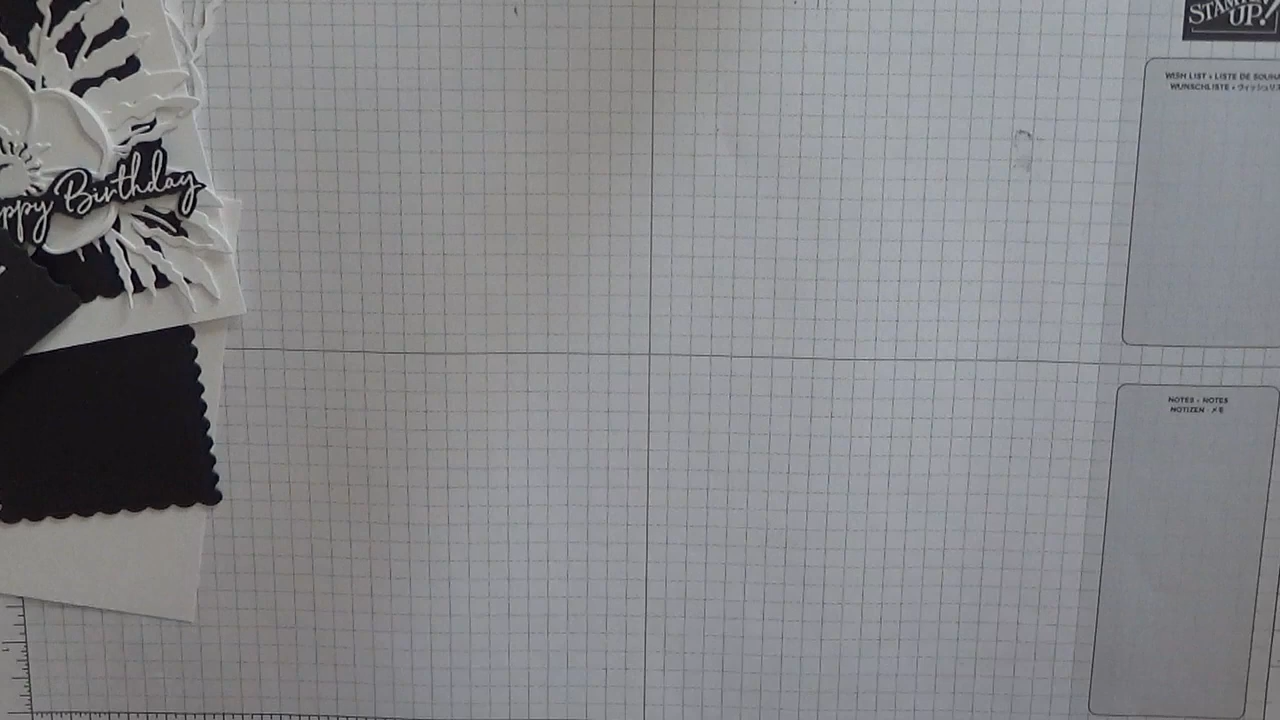 STAMPIN'
UP!
WISH LIST • LISTE DE SOUHA
WUNSCHLISTE • ウィッシュリス
ppy Birthday
NOTES • NOTES
NOTIZEN • メモ